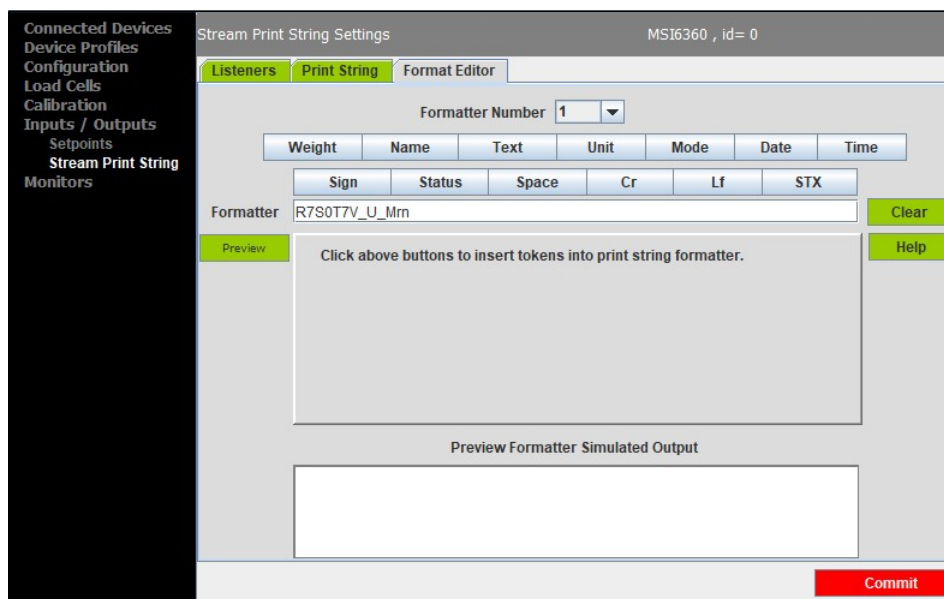 Connected Devices
Device Profiles
Configuration
Load Cells
Calibration
Inputs / Outputs
Setpoints
Stream Print String
Monitors
Stream Print String Settings MSI6360 , id= 0
Listeners Print String Format Editor
Formatter Number 1
Weight Name Text Unit Mode Date Time
Sign Status Space Cr Lf STX
Formatter R7S0T7V_U_Mrn Clear
Preview Click above buttons to insert tokens into print string formatter. Help
Preview Formatter Simulated Output
Commit